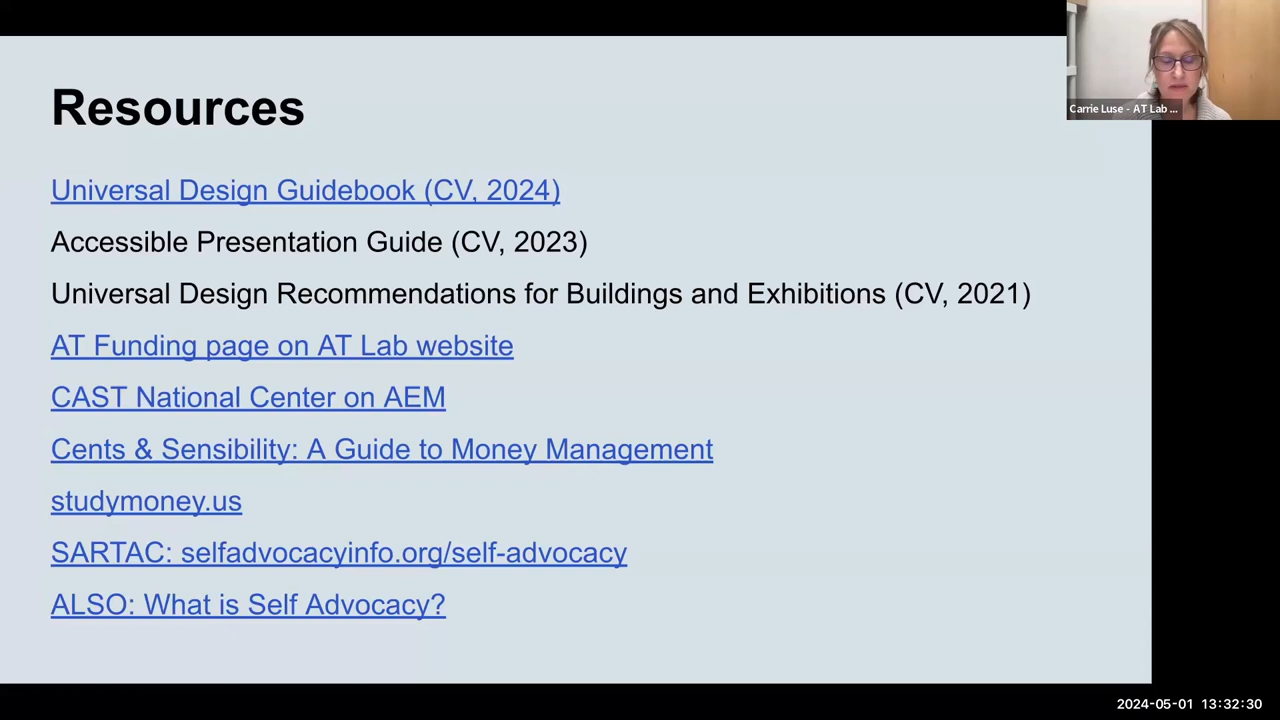 Resources
Universal Design Guidebook (CV, 2024)
Accessible Presentation Guide (CV, 2023)
Universal Design Recommendations for Buildings and Exhibitions (CV, 2021)
AT Funding page on AT Lab website
CAST National Center on AEM
Cents & Sensibility: A Guide to Money Management
studymoney.us
SARTAC: selfadvocacyinfo.org/self-advocacy
ALSO: What is Self Advocacy?
Carrie Luse - AT Lab ...
2024-05-01 13:32:30